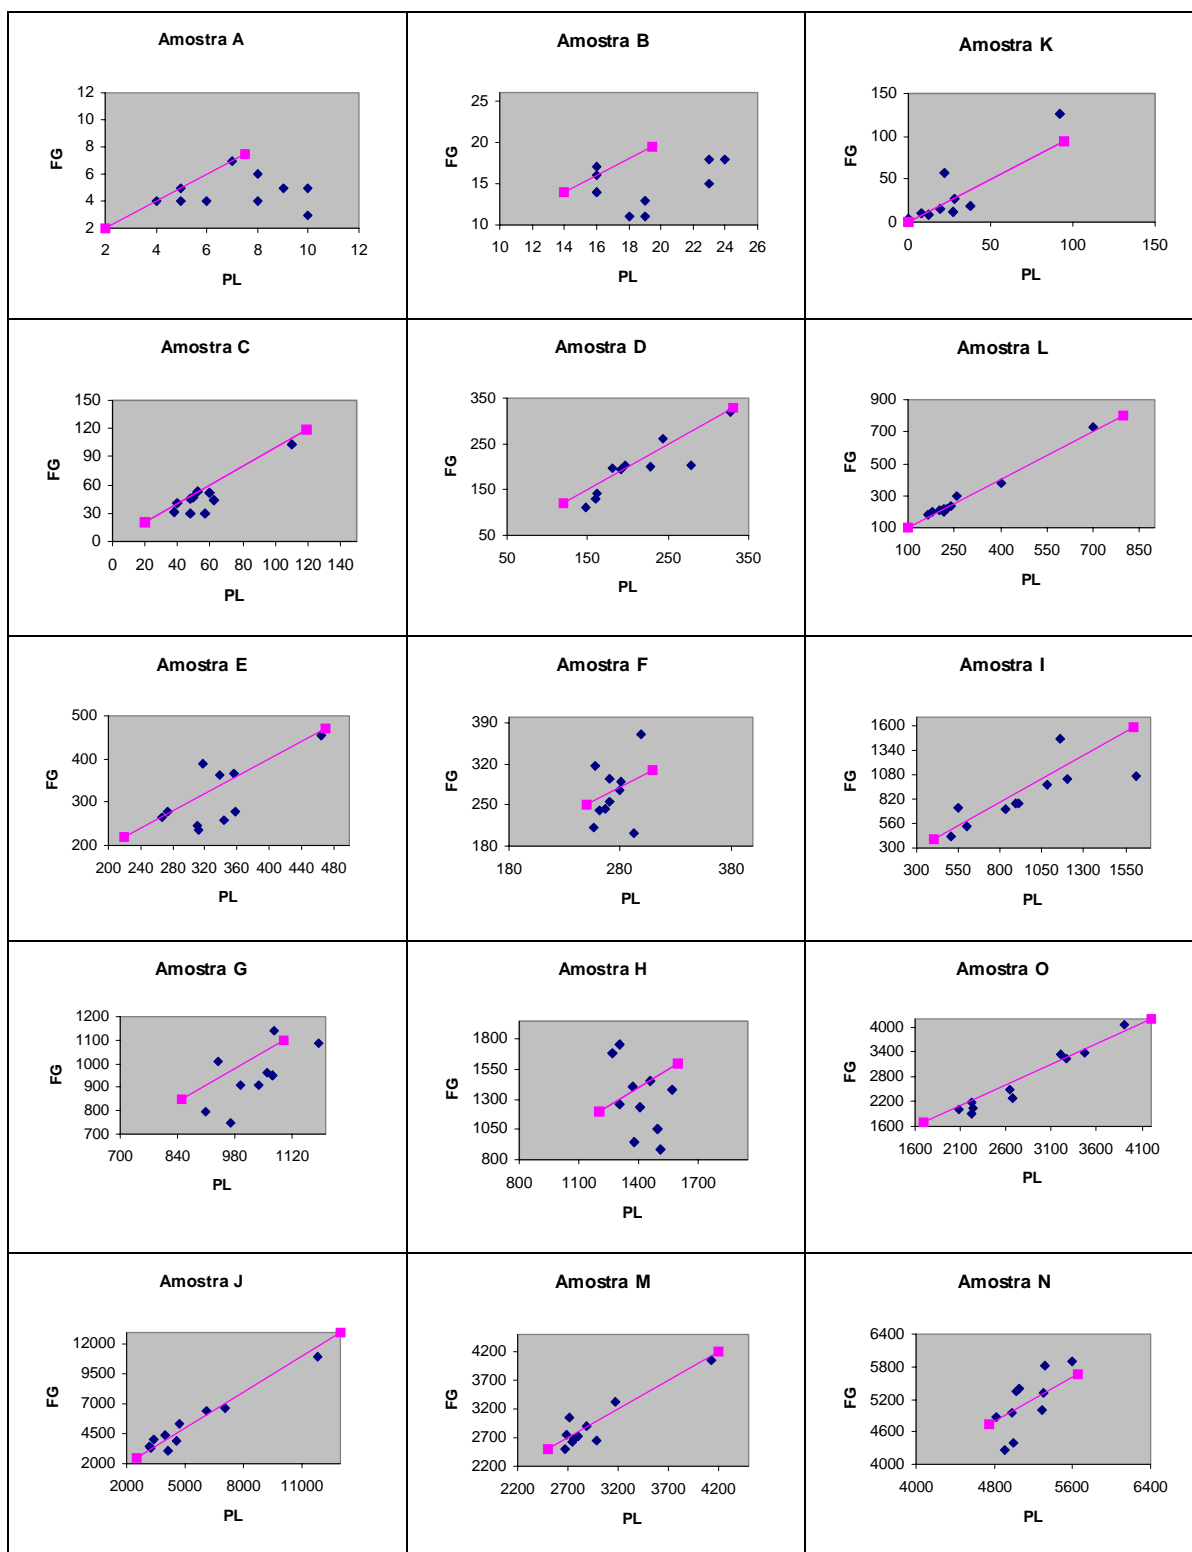 Amostra A
12
10
8
6
4
2
FG
2 4 6 8 10 12
PL
Amostra B
25
20
15
10
FG
10 12 14 16 18 20 22 24 26
PL
Amostra K
150
100
50
0
FG
0 50 100 150
PL
Amostra C
150
120
90
60
30
0
FG
0 20 40 60 80 100 120 140
PL
Amostra D
350
250
150
50
FG
50 150 250 350
PL
Amostra L
900
700
500
300
100
FG
100 250 400 550 700 850
PL
Amostra E
500
400
300
200
FG
200 240 280 320 360 400 440 480
PL
Amostra F
390
320
250
180
FG
180 280 380
PL
Amostra I
1600
1340
1080
820
560
300
FG
300 550 800 1050 1300 1550
PL
Amostra G
1200
1100
1000
900
800
700
FG
700 840 980 1120
PL
Amostra H
1800
1550
1300
1050
800
FG
800 1100 1400 1700
PL
Amostra O
4000
3400
2800
2200
1600
FG
1600 2100 2600 3100 3600 4100
PL
Amostra J
12000
9500
7000
4500
2000
FG
2000 5000 8000 11000
PL
Amostra M
4200
3700
3200
2700
2200
FG
2200 2700 3200 3700 4200
PL
Amostra N
6400
5800
5200
4600
4000
FG
4000 4800 5600 6400
PL